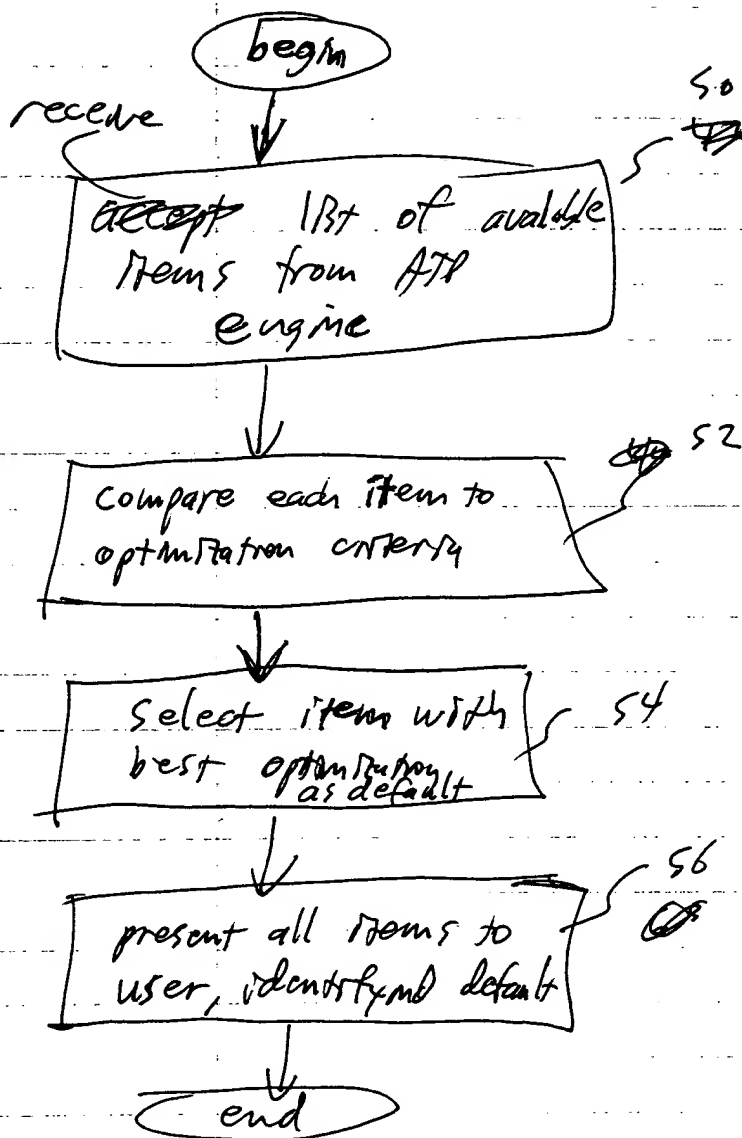 begin
receive
50
accept list of available
items from ATP
engine
52
compare each item to
optimization criteria
select item with
54
best optimization
as default
56
present all items to
user, identifying default
end